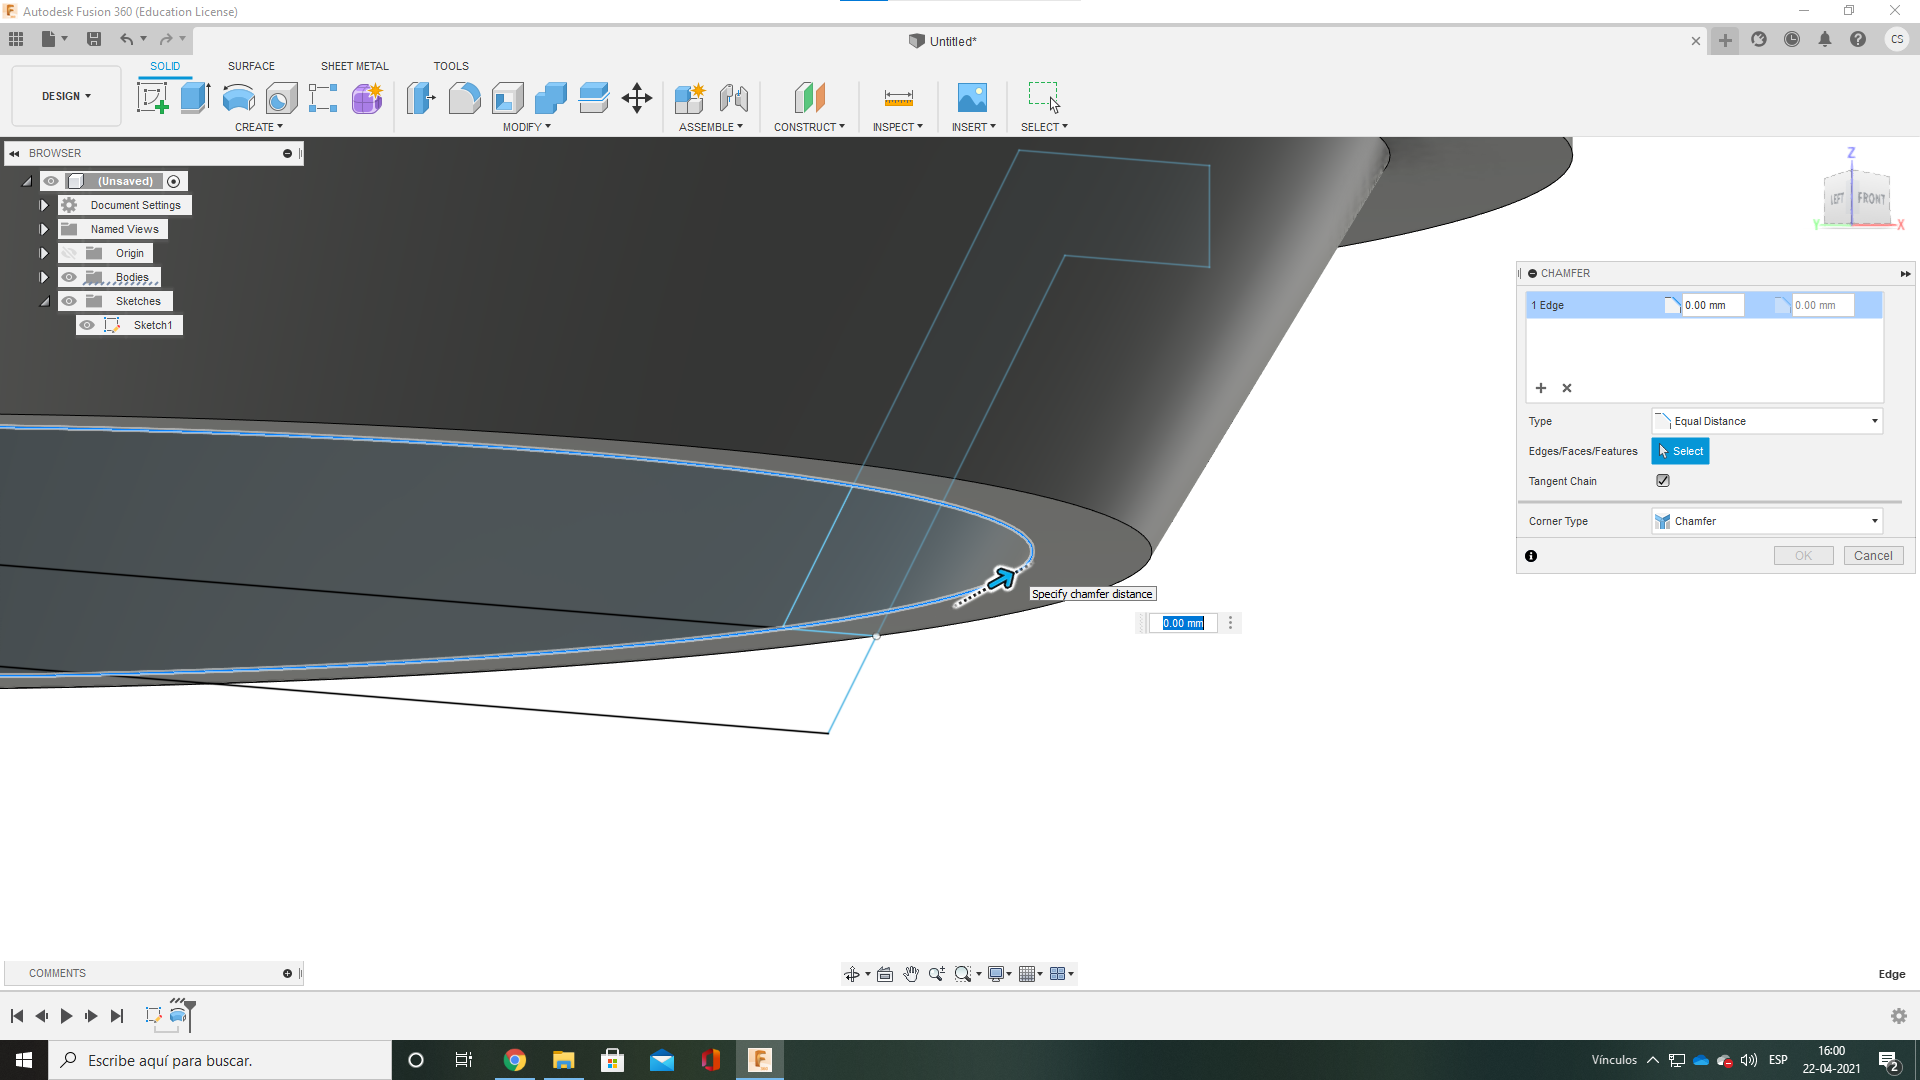 Autodesk Fusion 360 (Education License)
Untitled*
CS
DESIGN
SOLID SURFACE SHEET METAL TOOLS
CREATE MODIFY ASSEMBLE CONSTRUCT INSPECT INSERT SELECT
BROWSER
(Unsaved)
Document Settings
Named Views
Origin
Bodies
Sketches
Sketch1
Z
LEFT FRONT
Y X
CHAMFER
1 Edge 0.00 mm 0.00 mm
Type Equal Distance
Edges/Faces/Features Select
Tangent Chain
Corner Type Chamfer
OK Cancel
Specify chamfer distance
0.00 mm
COMMENTS
Edge
Escribe aquí para buscar.
Vínculos
ESP
16:00
22-04-2021
2